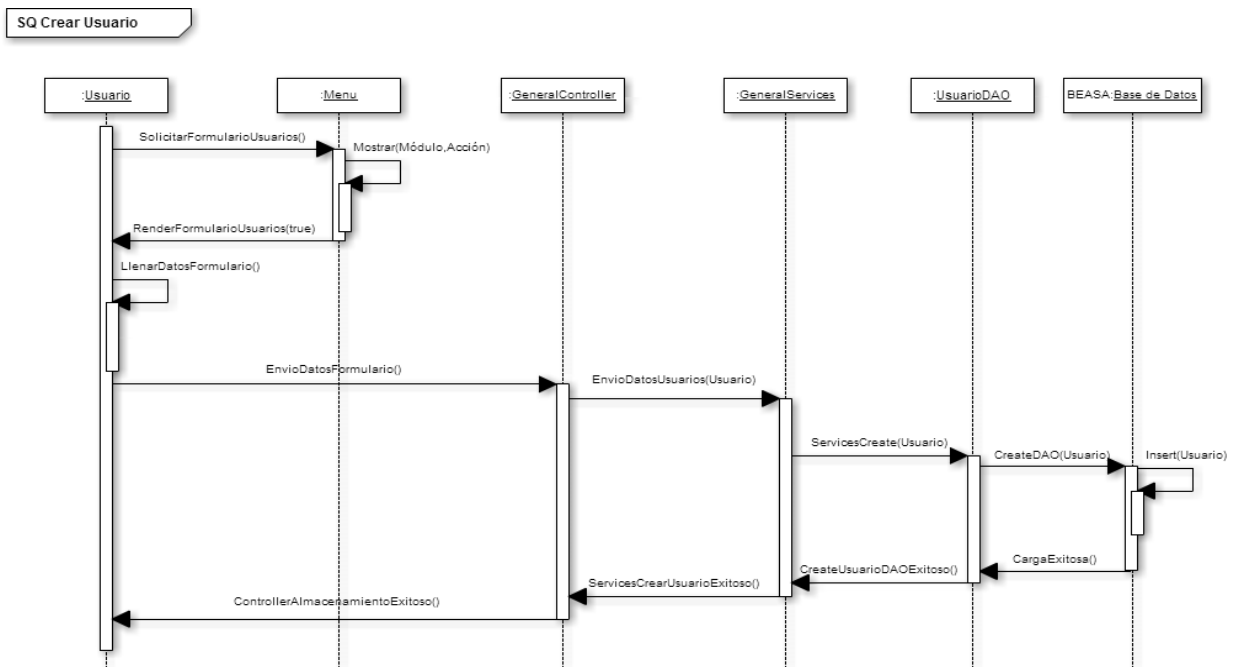 SQ Crear Usuario
:Usuario
:Menu
:GeneralController
:GeneralServices
:UsuarioDAO
BEASA:Base de Datos
SolicitarFormularioUsuarios()
Mostrar(Módulo,Acción)
RenderFormularioUsuarios(true)
LlenarDatosFormulario()
EnvioDatosFormulario()
EnvioDatosUsuarios(Usuario)
ServicesCreate(Usuario)
CreateDAO(Usuario)
Insert(Usuario)
CargaExitosa()
CreateUsuarioDAOExitoso()
ServicesCrearUsuarioExitoso()
ControllerAlmacenamientoExitoso()